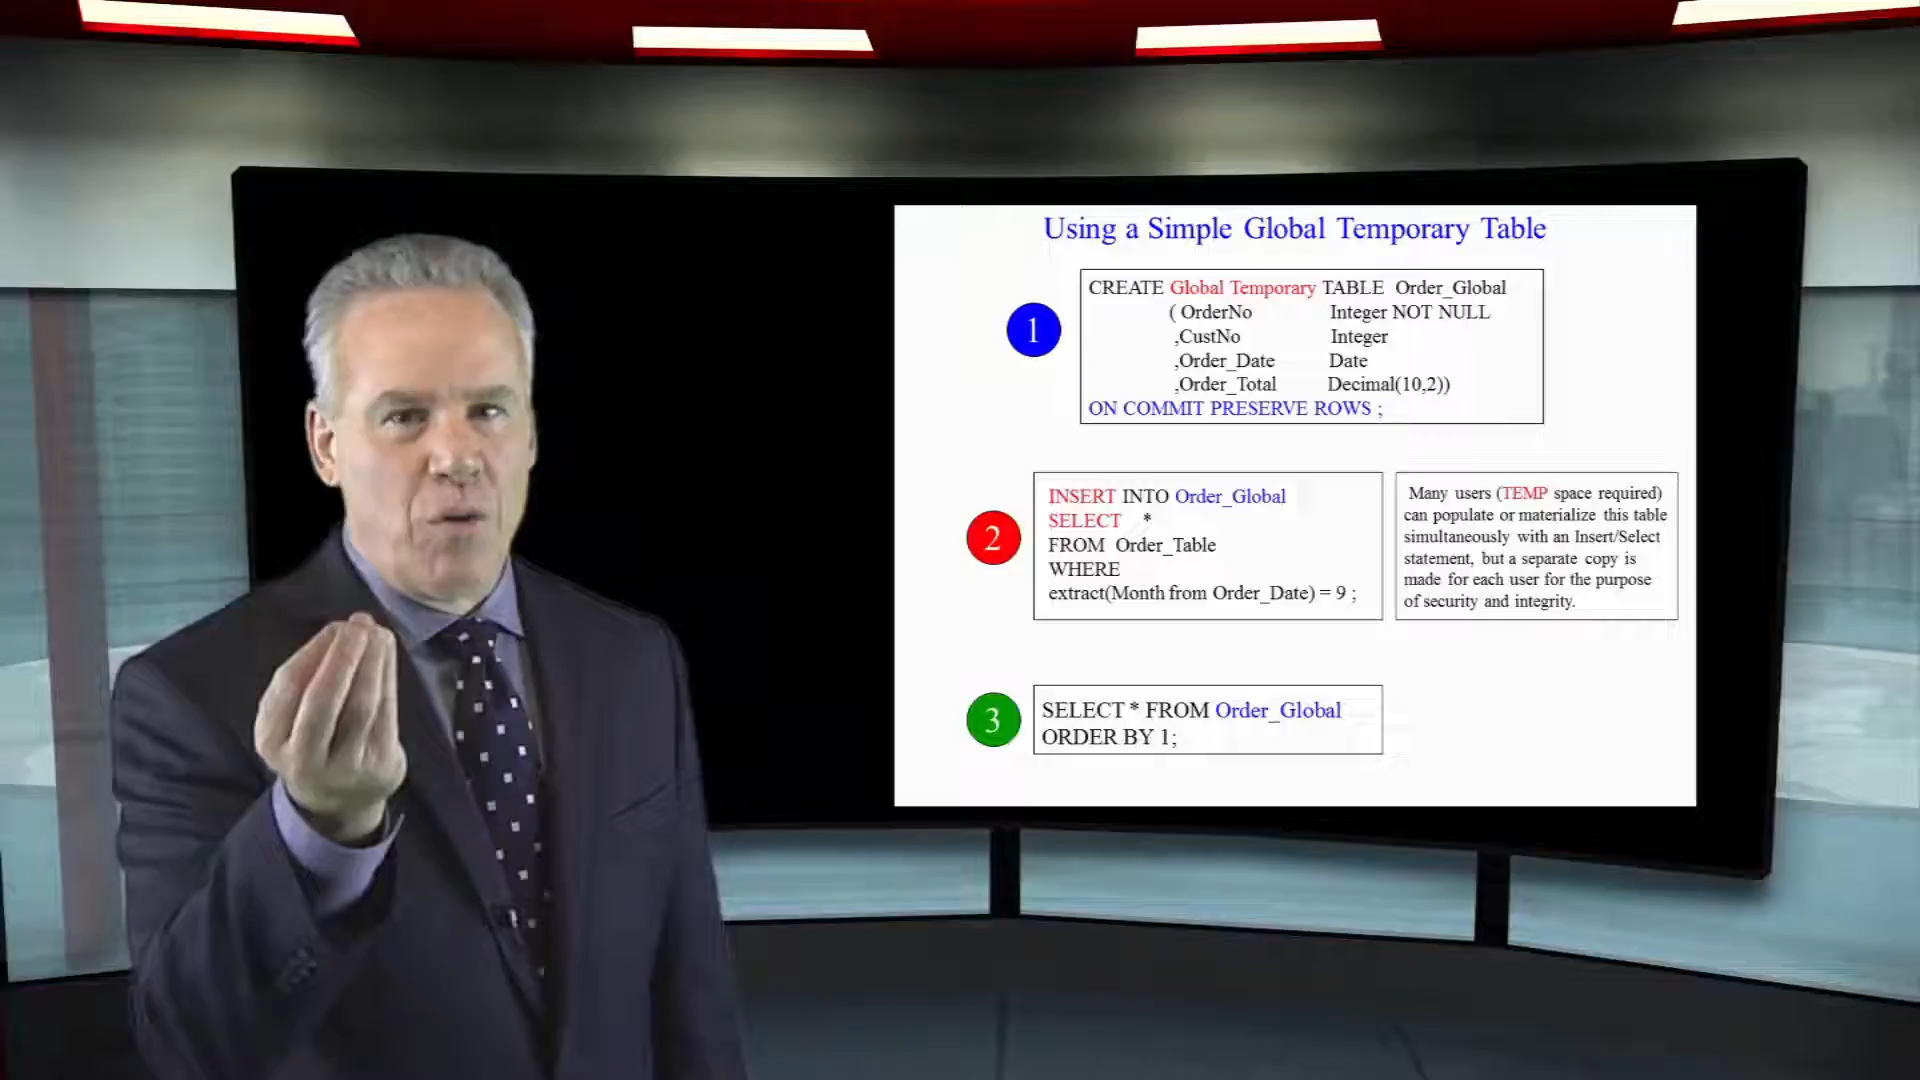 Using a Simple Global Temporary Table
1
CREATE Global Temporary TABLE Order_Global
( OrderNo Integer NOT NULL
,CustNo Integer
,Order_Date Date
,Order_Total Decimal(10,2))
ON COMMIT PRESERVE ROWS ;
2
INSERT INTO Order_Global
SELECT *
FROM Order_Table
WHERE
extract(Month from Order_Date) = 9 ;
Many users (TEMP space required)
can populate or materialize this table
simultaneously with an Insert/Select
statement, but a separate copy is
made for each user for the purpose
of security and integrity.
3
SELECT * FROM Order_Global
ORDER BY 1;